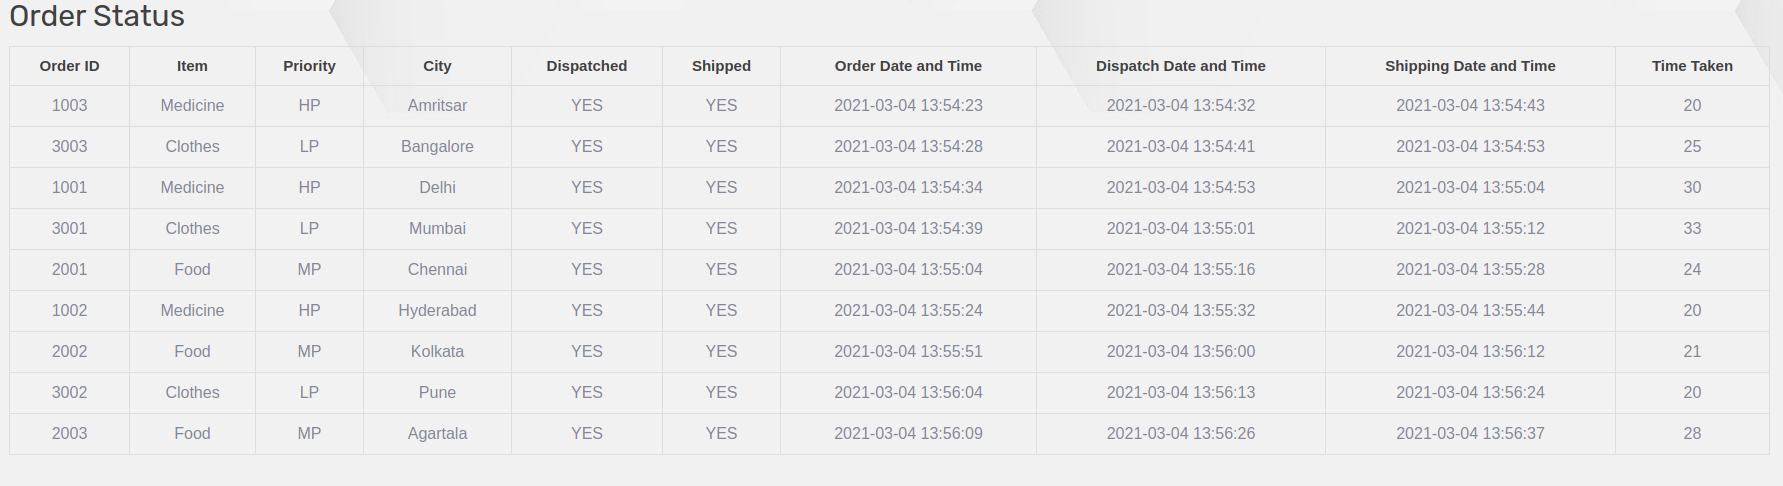 Order Status
Order ID Item Priority City Dispatched Shipped Order Date and Time Dispatch Date and Time Shipping Date and Time Time Taken
1003 Medicine HP Amritsar YES YES 2021-03-04 13:54:23 2021-03-04 13:54:32 2021-03-04 13:54:43 20
3003 Clothes LP Bangalore YES YES 2021-03-04 13:54:28 2021-03-04 13:54:41 2021-03-04 13:54:53 25
1001 Medicine HP Delhi YES YES 2021-03-04 13:54:34 2021-03-04 13:54:53 2021-03-04 13:55:04 30
3001 Clothes LP Mumbai YES YES 2021-03-04 13:54:39 2021-03-04 13:55:01 2021-03-04 13:55:12 33
2001 Food MP Chennai YES YES 2021-03-04 13:55:04 2021-03-04 13:55:16 2021-03-04 13:55:28 24
1002 Medicine HP Hyderabad YES YES 2021-03-04 13:55:24 2021-03-04 13:55:32 2021-03-04 13:55:44 20
2002 Food MP Kolkata YES YES 2021-03-04 13:55:51 2021-03-04 13:56:00 2021-03-04 13:56:12 21
3002 Clothes LP Pune YES YES 2021-03-04 13:56:04 2021-03-04 13:56:13 2021-03-04 13:56:24 20
2003 Food MP Agartala YES YES 2021-03-04 13:56:09 2021-03-04 13:56:26 2021-03-04 13:56:37 28